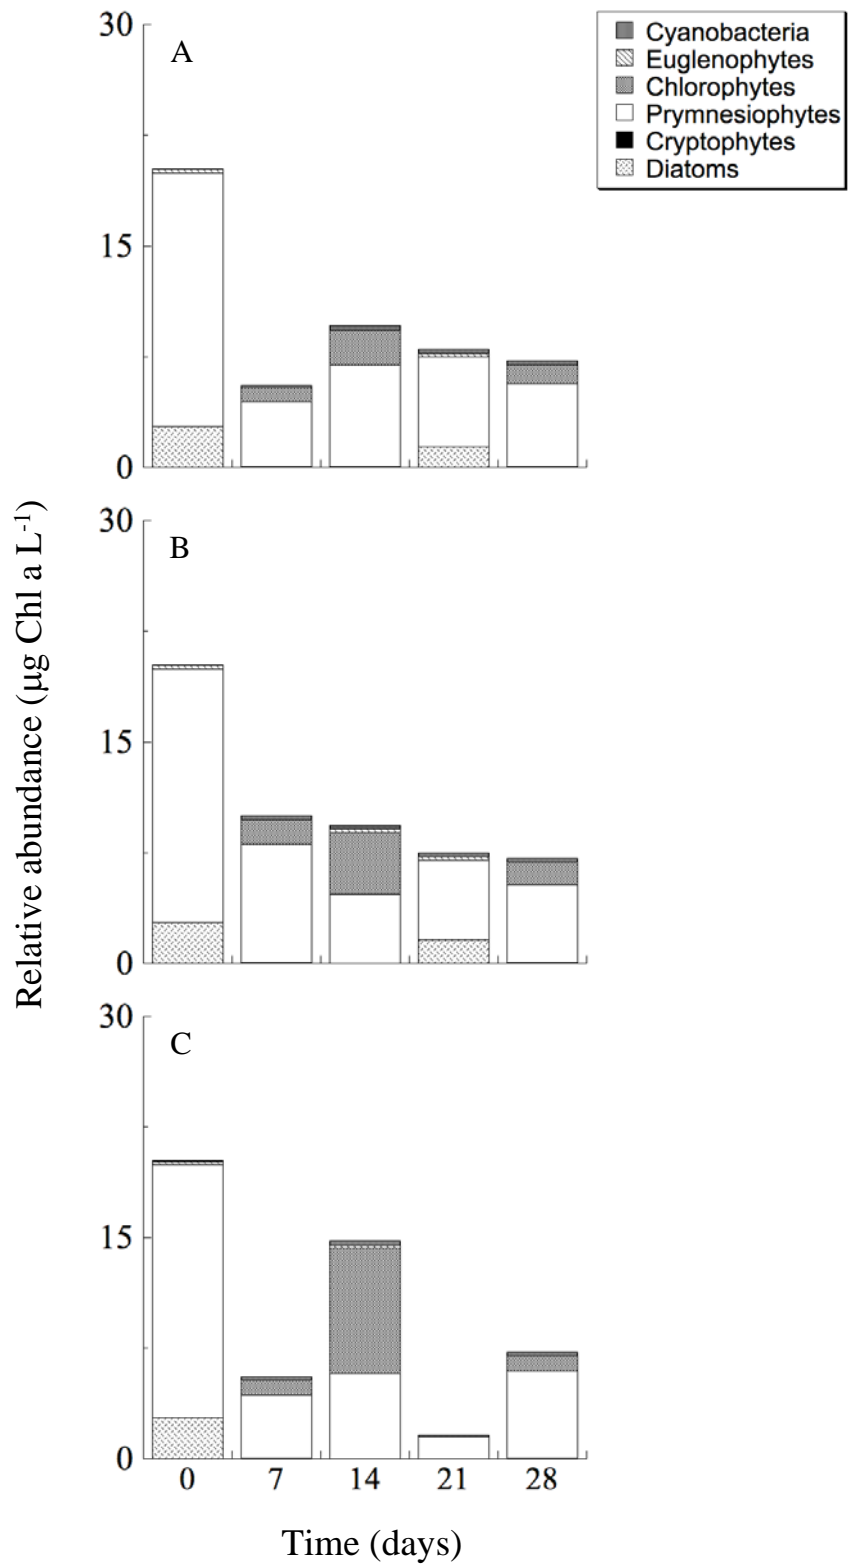 30
A
15
0
Cyanobacteria
Euglenophytes
Chlorophytes
Prymnesiophytes
Cryptophytes
Diatoms
Relative abundance (µg Chl a L⁻¹)
30
B
15
0
30
C
15
0
0 7 14 21 28
Time (days)